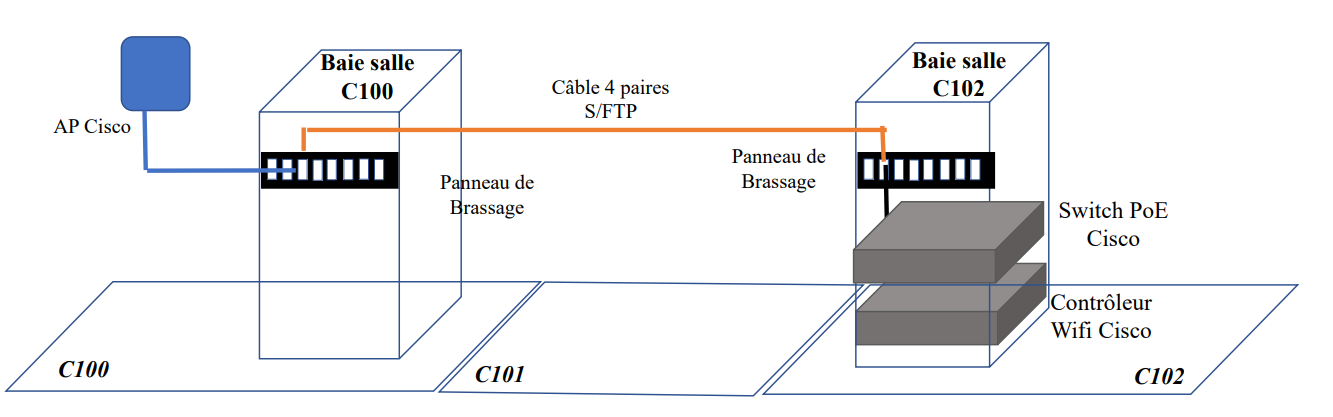 Baie salle
C100
Baie salle
C102
Câble 4 paires
S/FTP
AP Cisco
Panneau de
Brassage
Panneau de
Brassage
Switch PoE
Cisco
Contrôleur
Wifi Cisco
C100
C101
C102